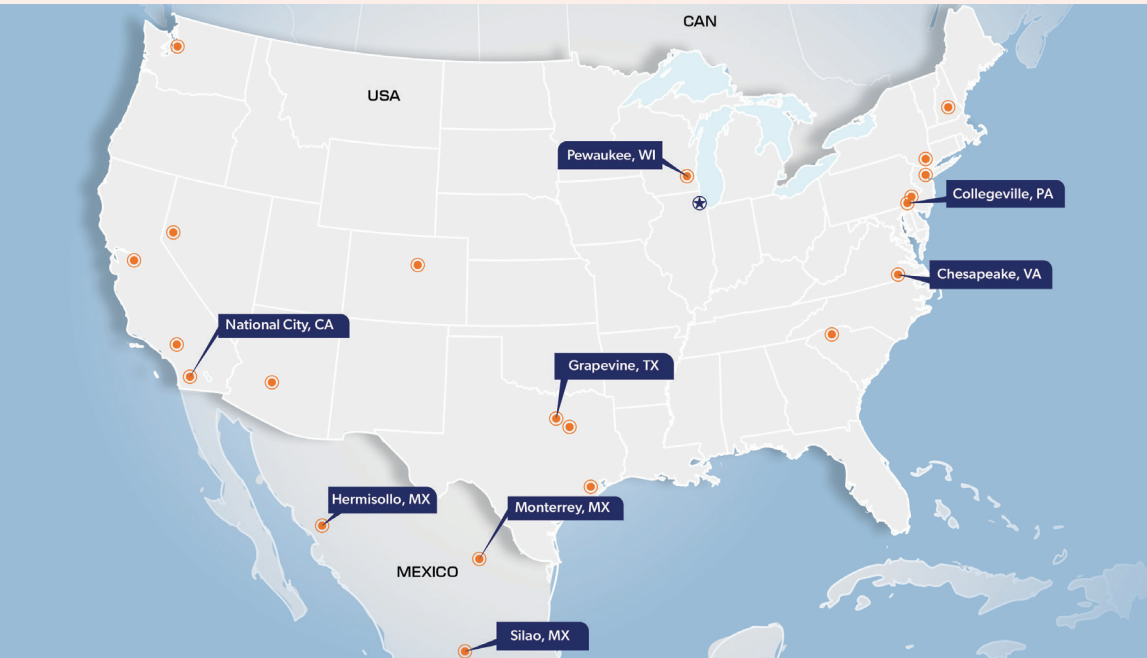 CAN
USA
Pewaukee, WI
Collegeville, PA
Chesapeake, VA
National City, CA
Grapevine, TX
Hermisollo, MX
Monterrey, MX
MEXICO
Silao, MX